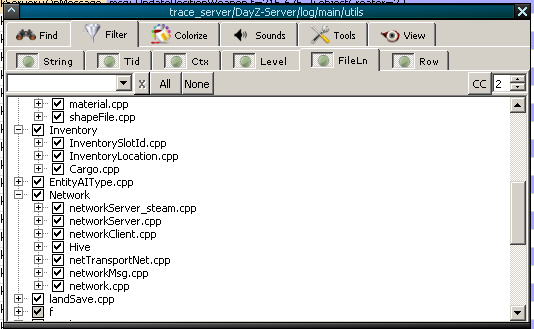 trace_server/DayZ-Server/log/main/utils
Find Filter Colorize Sounds Tools View
String Tid Ctx Level FileLn Row
X All None CC 2
material.cpp
shapeFile.cpp
Inventory
InventorySlotId.cpp
InventoryLocation.cpp
Cargo.cpp
EntityAIType.cpp
Network
networkServer_steam.cpp
networkServer.cpp
networkClient.cpp
Hive
netTransportNet.cpp
networkMsg.cpp
network.cpp
landSave.cpp
f